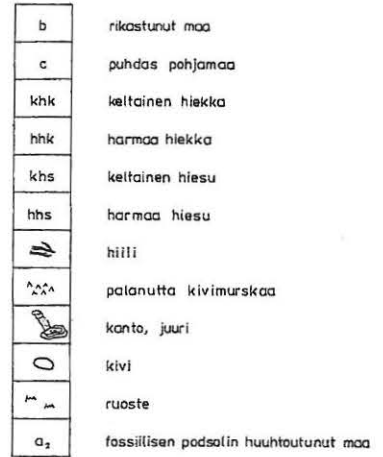 b rikastunut maa
c puhdas pohjamaa
khk keltainen hiekka
hhk harmaa hiekka
khs keltainen hiesu
hhs harmaa hiesu
hiili
palanutta kivimurskaa
kanto, juuri
kivi
ruoste
a₂ fossiilisen podsolin huuhtoutunut maa